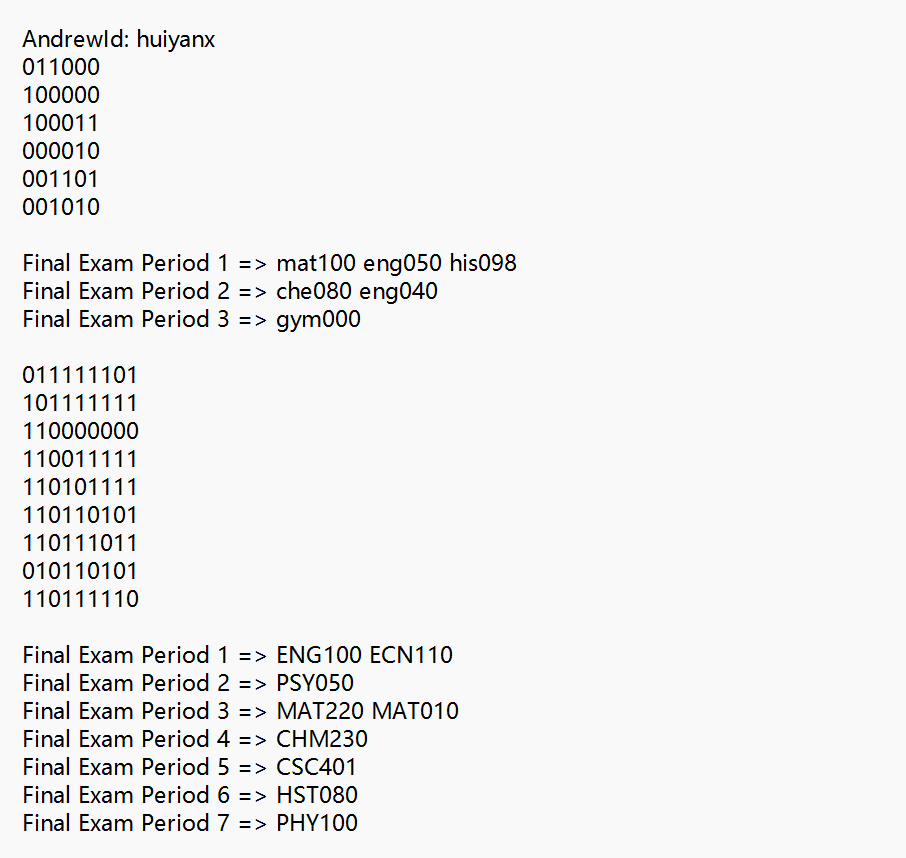 AndrewId: huiyanx
011000
100000
100011
000010
001101
001010
Final Exam Period 1 => mat100 eng050 his098
Final Exam Period 2 => che080 eng040
Final Exam Period 3 => gym000
011111101
101111111
110000000
110011111
110101111
110110101
110111011
010110101
110111110
Final Exam Period 1 => ENG100 ECN110
Final Exam Period 2 => PSY050
Final Exam Period 3 => MAT220 MAT010
Final Exam Period 4 => CHM230
Final Exam Period 5 => CSC401
Final Exam Period 6 => HST080
Final Exam Period 7 => PHY100